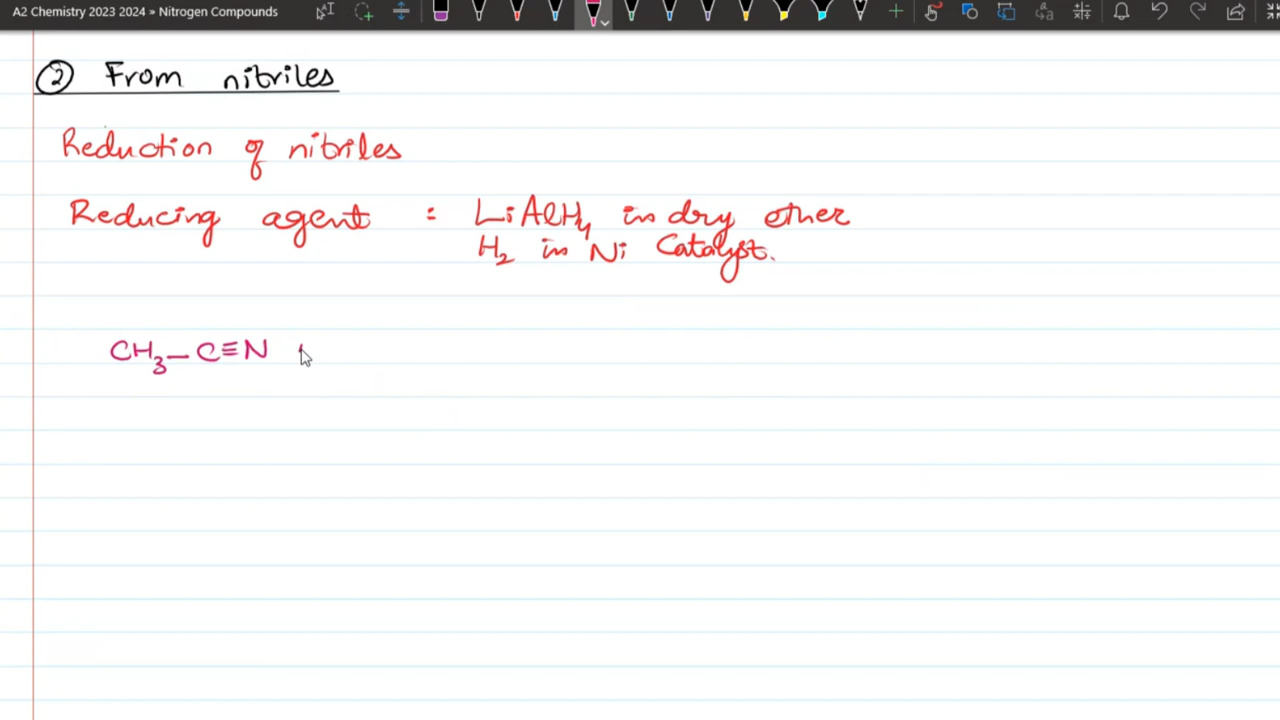 A2 Chemistry 2023 2024 » Nitrogen Compounds
② From nitriles
Reduction of nitriles
Reducing agent : LiAlH₄ in dry ether
H₂ in Ni Catalyst.
CH₃-C≡N